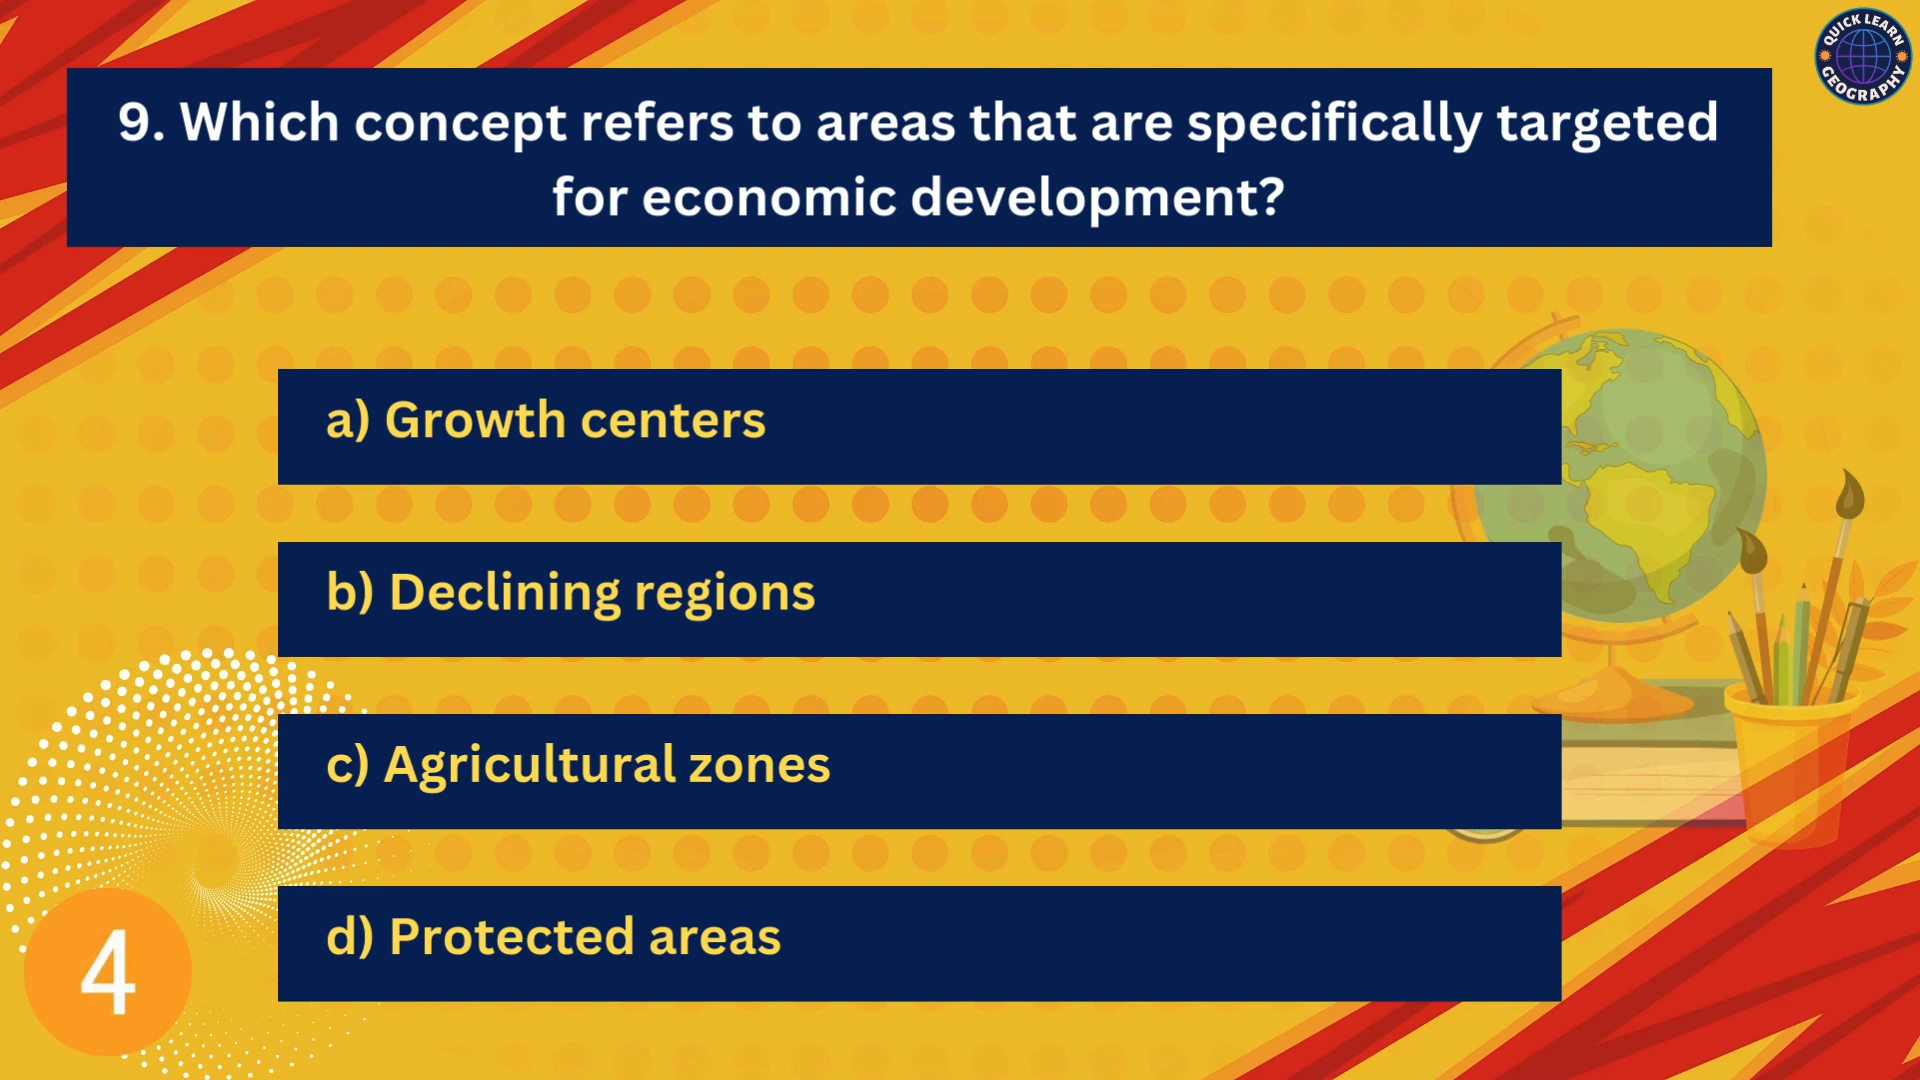 QUICK LEARN
GEOGRAPHY
9. Which concept refers to areas that are specifically targeted
for economic development?
a) Growth centers
b) Declining regions
c) Agricultural zones
d) Protected areas
4